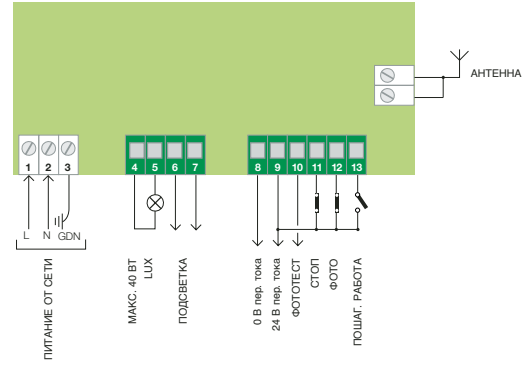 АНТЕННА
1 2 3
4 5 6 7
8 9 10 11 12 13
L N GDN
ПИТАНИЕ ОТ СЕТИ
МАКС. 40 ВТ
LUX
ПОДСВЕТКА
0 В пер. тока
24 В пер. тока
ФОТОТЕСТ
СТОП
ФОТО
ПОШАГ. РАБОТА